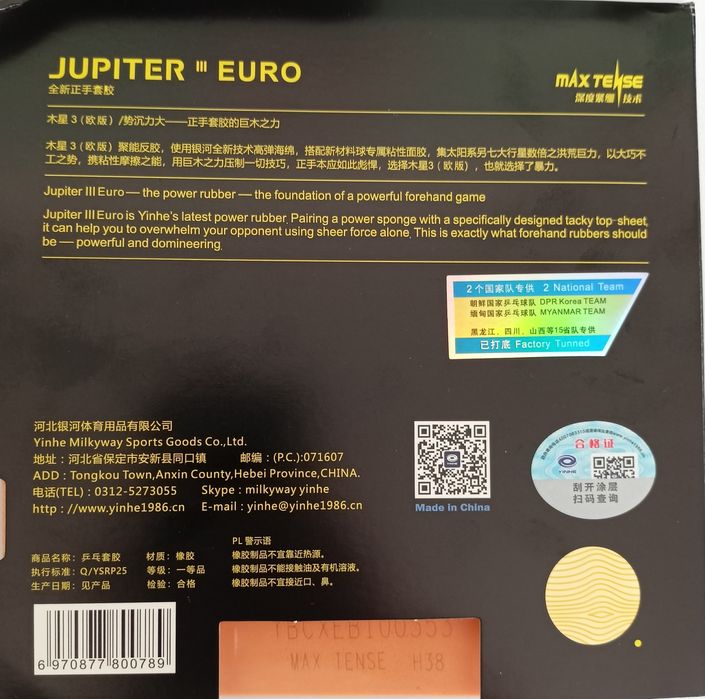 JUPITER III EURO
全新正手套胶
MAX TENSE
深度聚镧 技术
木星3(欧版)/势沉力大——正手套胶的巨木之力
木星3(欧版)聚能反胶,使用银河全新技术高弹海绵,搭配新材料球专属粘性面胶,集太阳系另七大行星数倍之洪荒巨力,以大巧不
工之势,携粘性摩擦之能,用巨木之力压制一切技巧,正手本应如此彪悍,选择木星3(欧版),也就选择了暴力。
Jupiter III Euro — the power rubber — the foundation of a powerful forehand game
Jupiter III Euro is Yinhe's latest power rubber. Pairing a power sponge with a specifically designed tacky top-sheet,
it can help you to overwhelm your opponent using sheer force alone. This is exactly what forehand rubbers should
be — powerful and domineering.
2个国家队专供 2 National Team
朝鲜国家乒乓球队 DPR Korea TEAM
缅甸国家乒乓球队 MYANMAR TEAM
黑龙江、四川、山西等15省队专供
已打底 Factory Tunned
河北银河体育用品有限公司
Yinhe Milkyway Sports Goods Co.,Ltd.
地址:河北省保定市安新县同口镇 邮编:(P.C.):071607
ADD:Tongkou Town,Anxin County,Hebei Province,CHINA.
电话(TEL):0312-5273055 Skype:milkyway yinhe
http://www.yinhe1986.cn E-mail:yinhe@yinhe1986.cn
Made in China
合格证
YINHE
刮开涂层
扫码查询
商品名称:乒乓套胶 材质:橡胶
执行标准:Q/YSRP25 等级:一等品
生产日期:见产品 检验:合格
PL 警示语
橡胶制品不宜靠近热源。
橡胶制品不能接触油及有机溶液。
橡胶制品不宜接近口、鼻。
6 970877 800789
TBCXEB100353
MAX TENSE H38